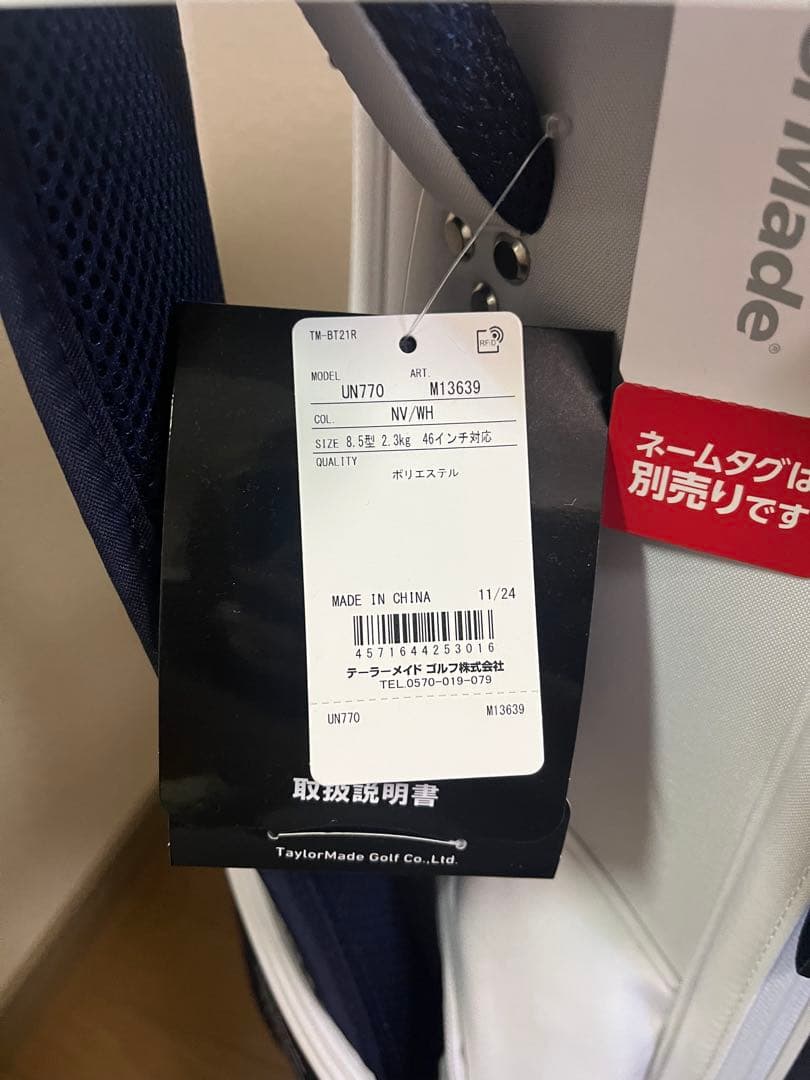 TM-BT21R
RFID
MODEL ART.
UN770 M13639
COL. NV/WH
SIZE 8.5型 2.3kg 46インチ対応
QUALITY
ポリエステル
MADE IN CHINA 11/24
4571644253016
テーラーメイド ゴルフ株式会社
TEL.0570-019-079
UN770 M13639
取扱説明書
TaylorMade Golf Co.,Ltd.
Made®
ネームタグは
別売りです